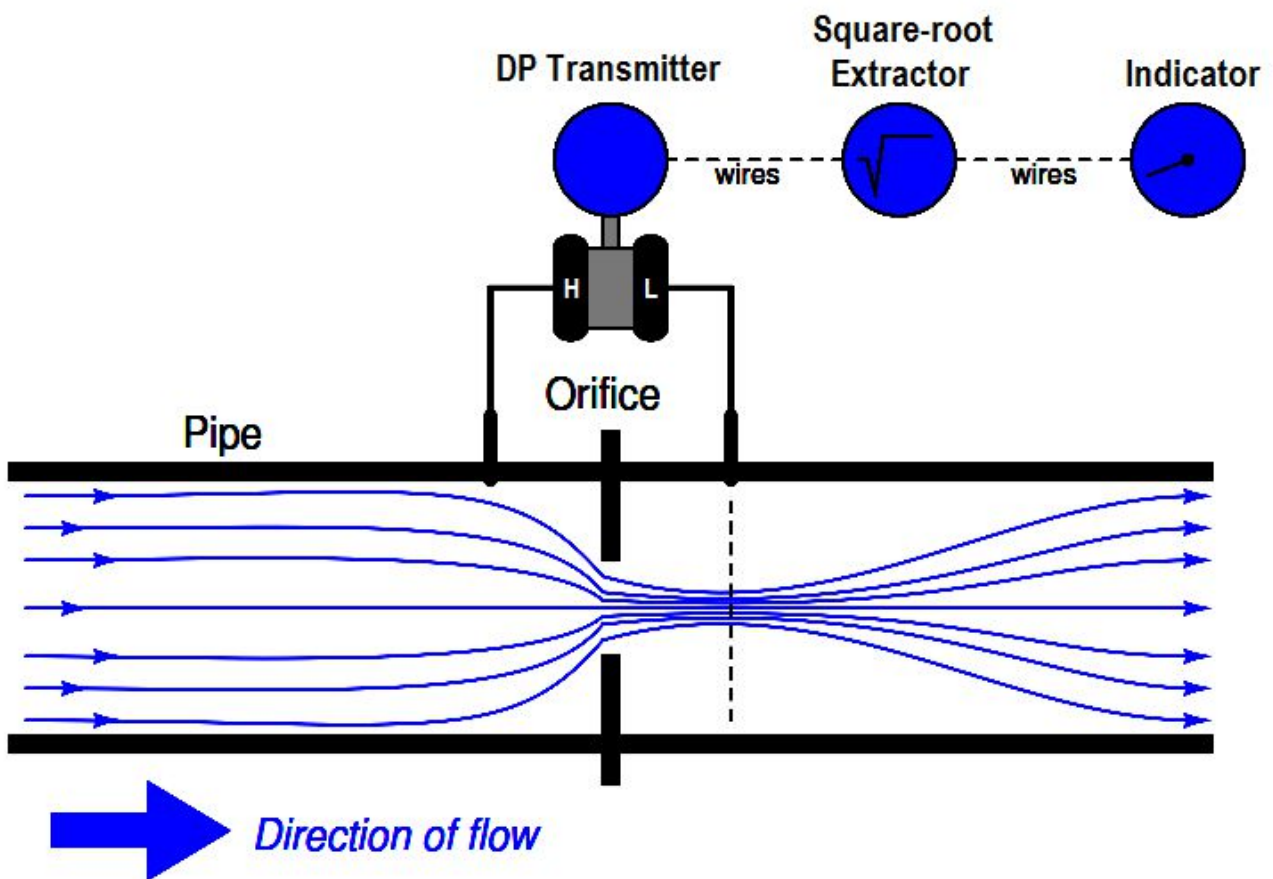 Square-root
Extractor
DP Transmitter
Indicator
wires
wires
H
L
Orifice
Pipe
Direction of flow